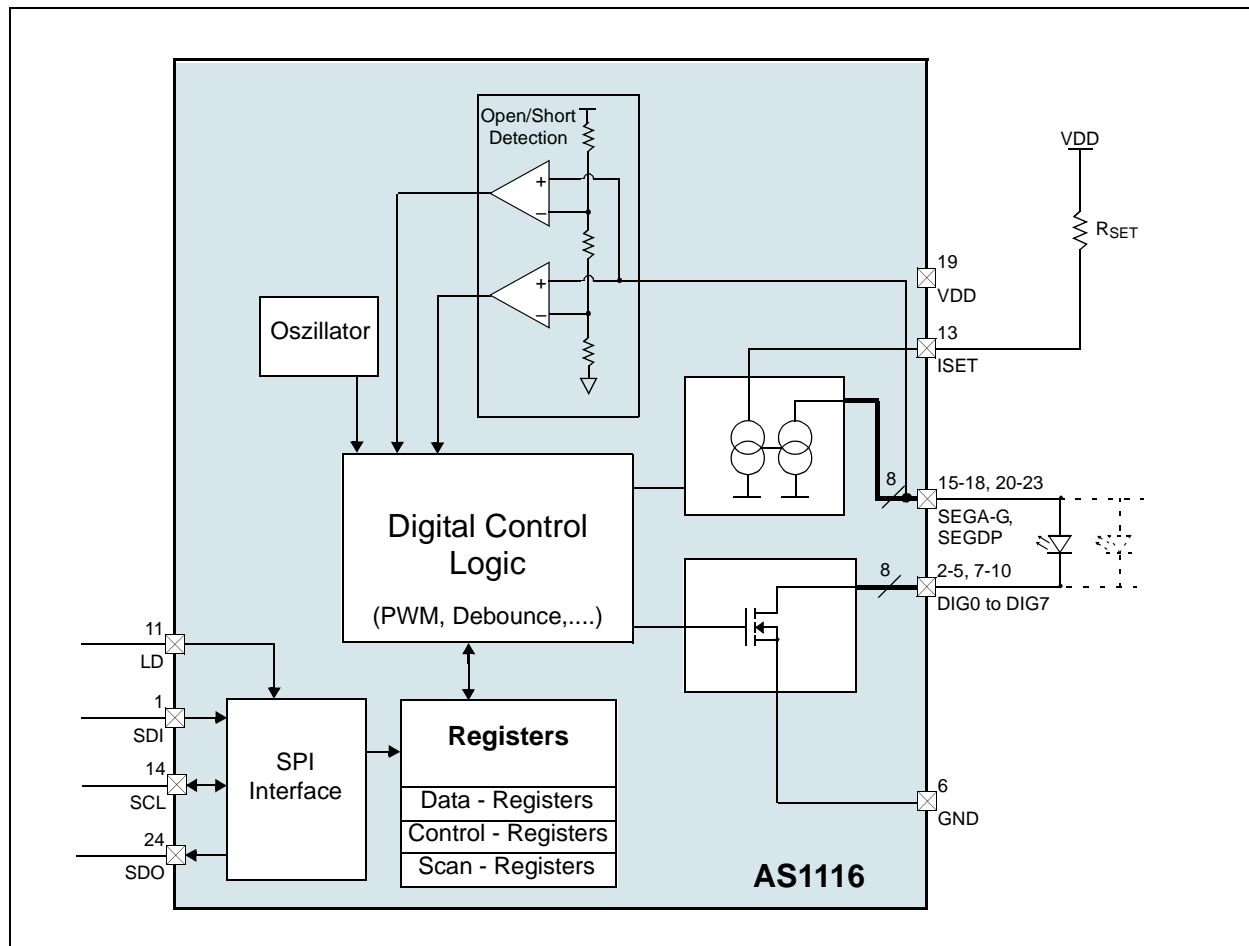 Open/Short
Detection
+
–
+
–
VDD
RSET
19
VDD
13
ISET
Oszillator
8
15-18, 20-23
SEGA-G,
SEGDP
Digital Control
Logic
(PWM, Debounce,....)
8
2-5, 7-10
DIG0 to DIG7
11
LD
1
SDI
14
SCL
24
SDO
SPI
Interface
Registers
Data - Registers
Control - Registers
Scan - Registers
6
GND
AS1116